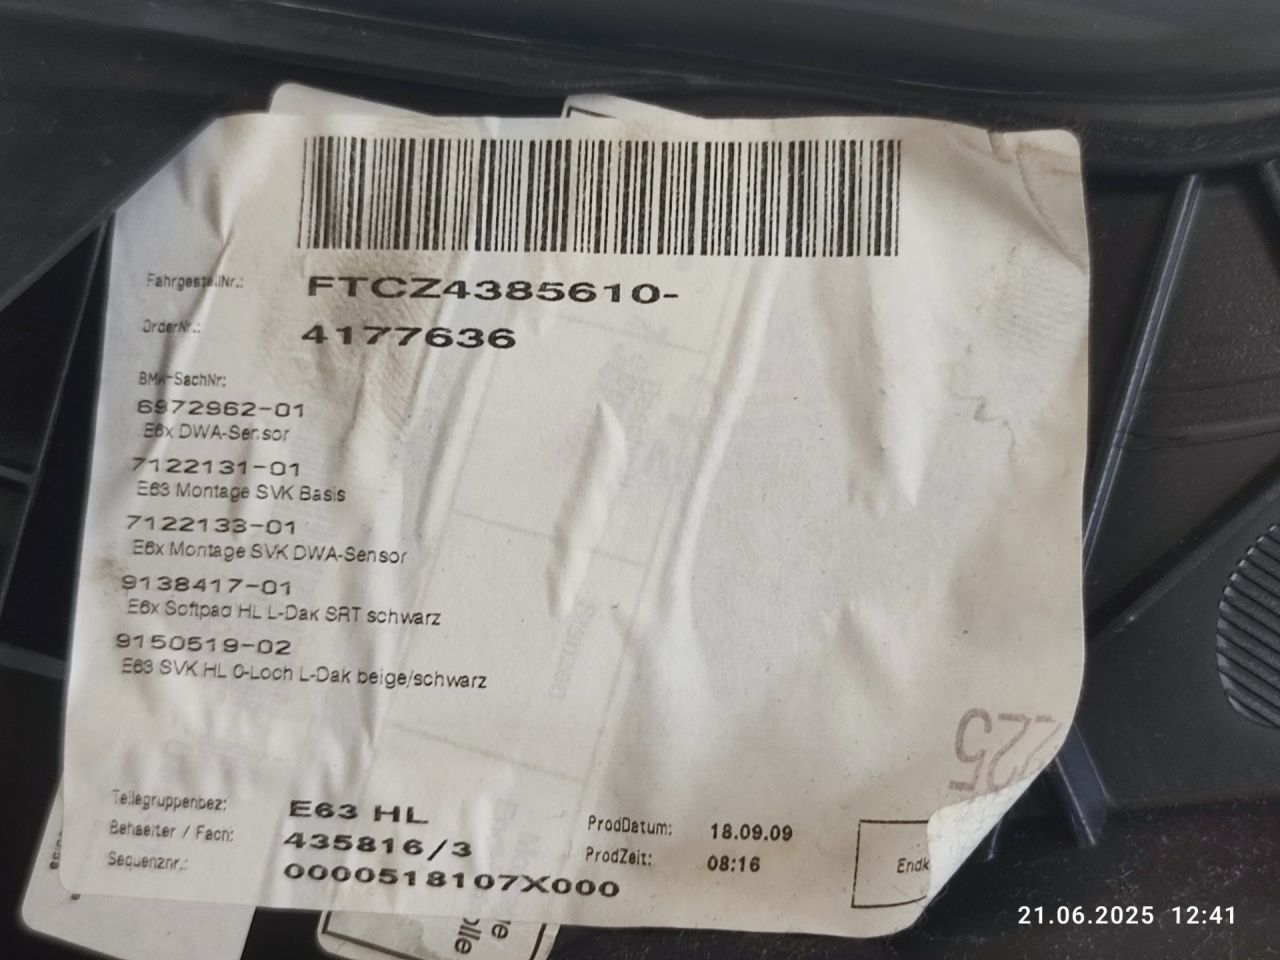 FahrgestellNr.: FTCZ4385610-
OrderNr.: 4177636
BMW-SachNr:
6972962-01
E6x DWA-Sensor
7122131-01
E63 Montage SVK Basis
7122133-01
E6x Montage SVK DWA-Sensor
9138417-01
E6x Softpad HL L-Dak SRT schwarz
9150519-02
E63 SVK HL 0-Loch L-Dak beige/schwarz
225
Teilegruppenbez: E63 HL
Behaelter / Fach: 435816/3
Sequenznr.: 0000518107X000
ProdDatum: 18.09.09
ProdZeit: 08:16
Endk
21.06.2025 12:41